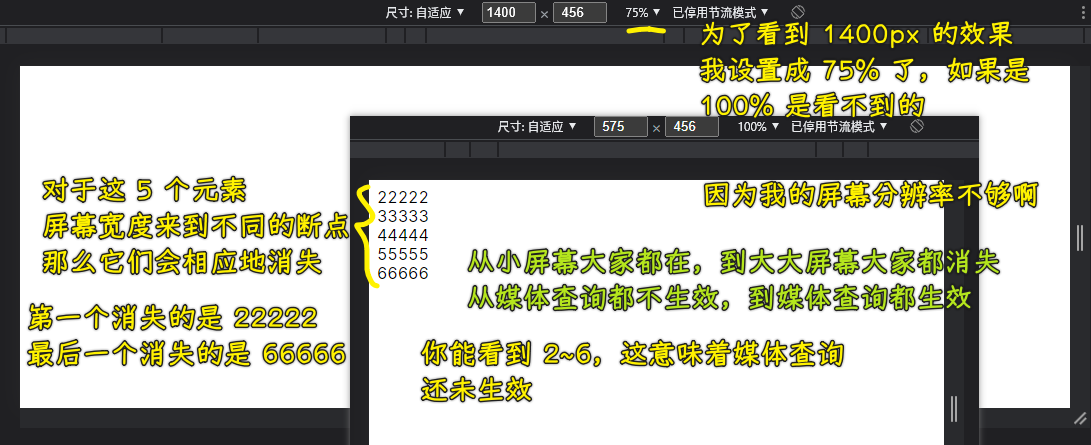 尺寸: 自适应 ▼ 1400 × 456 75% ▼ 已停用节流模式 ▼
为了看到 1400px 的效果
我设置成 75% 了，如果是
100% 是看不到的
尺寸: 自适应 ▼ 575 × 456 100% ▼ 已停用节流模式 ▼
因为我的屏幕分辨率不够啊
对于这 5 个元素
屏幕宽度来到不同的断点
那么它们会相应地消失
22222
33333
44444
55555
66666
从小屏幕大家都在，到大大屏幕大家都消失
从媒体查询都不生效，到媒体查询都生效
第一个消失的是 22222
最后一个消失的是 66666
你能看到 2~6，这意味着媒体查询
还未生效